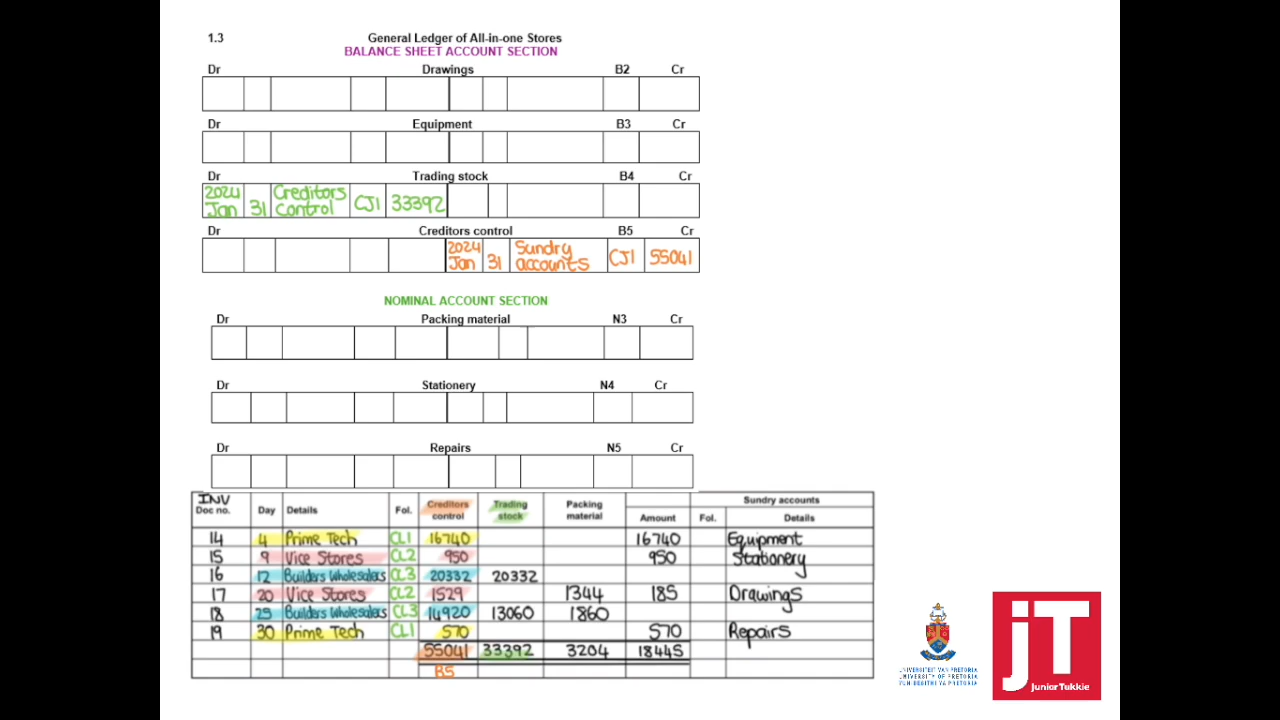 1.3 General Ledger of All-in-one Stores
BALANCE SHEET ACCOUNT SECTION
Dr Drawings B2 Cr
Dr Equipment B3 Cr
Dr Trading stock B4 Cr
2024 Jan 31 Creditors Control CJ1 33392
Dr Creditors control B5 Cr
2024 Jan 31 Sundry accounts CJ1 55041
NOMINAL ACCOUNT SECTION
Dr Packing material N3 Cr
Dr Stationery N4 Cr
Dr Repairs N5 Cr
INV Doc no. Day Details Fol. Creditors control Trading stock Packing material Sundry accounts
Amount Fol. Details
14 4 Prime Tech CL1 16740 16740 Equipment
15 9 Vice Stores CL2 950 950 Stationery
16 12 Builders Wholesalers CL3 20332 20332
17 20 Vice Stores CL2 1529 1344 185 Drawings
18 25 Builders Wholesalers CL3 14920 13060 1860
19 30 Prime Tech CL1 570 570 Repairs
55041 33392 3204 18445
B5
UNIVERSITEIT VAN PRETORIA
UNIVERSITY OF PRETORIA
YUNIBESITHI YA PRETORIA
jT
JuniorTukkie